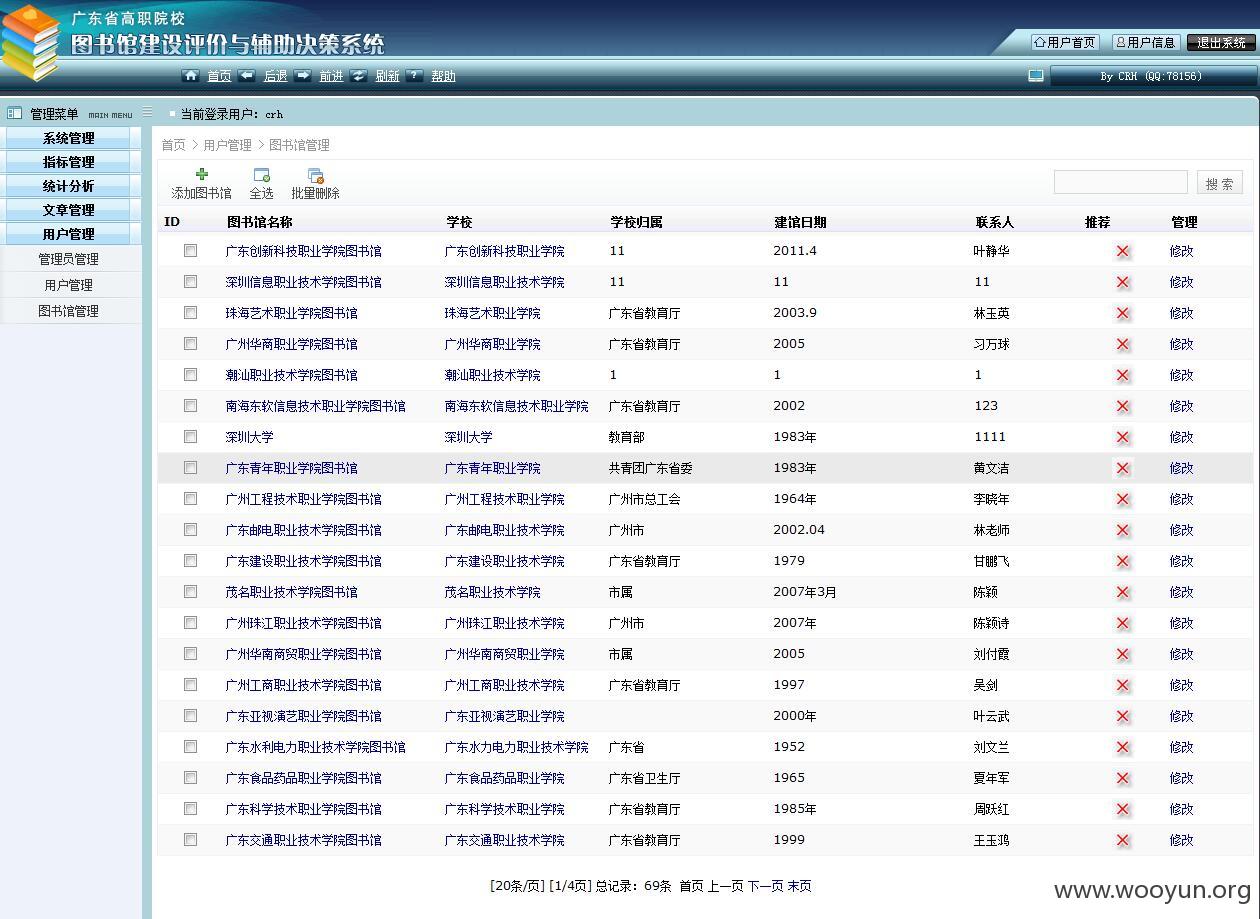 广东省高职院校
图书馆建设评价与辅助决策系统
用户首页 用户信息 退出系统
首页 后退 前进 刷新 ? 帮助 By CRH (QQ:78156)
管理菜单 MAIN MENU 当前登录用户：crh
系统管理
指标管理
统计分析
文章管理
用户管理
管理员管理
用户管理
图书馆管理
首页 > 用户管理 > 图书馆管理
添加图书馆 全选 批量删除 搜 索
ID 图书馆名称 学校 学校归属 建馆日期 联系人 推荐 管理
广东创新科技职业学院图书馆 广东创新科技职业学院 11 2011.4 叶静华 修改
深圳信息职业技术学院图书馆 深圳信息职业技术学院 11 11 11 修改
珠海艺术职业学院图书馆 珠海艺术职业学院 广东省教育厅 2003.9 林玉英 修改
广州华商职业学院图书馆 广州华商职业学院 广东省教育厅 2005 习万球 修改
潮汕职业技术学院图书馆 潮汕职业技术学院 1 1 1 修改
南海东软信息技术职业学院图书馆 南海东软信息技术职业学院 广东省教育厅 2002 123 修改
深圳大学 深圳大学 教育部 1983年 1111 修改
广东青年职业学院图书馆 广东青年职业学院 共青团广东省委 1983年 黄文洁 修改
广州工程技术职业学院图书馆 广州工程技术职业学院 广州市总工会 1964年 李晓年 修改
广东邮电职业技术学院图书馆 广东邮电职业技术学院 广州市 2002.04 林老师 修改
广东建设职业技术学院图书馆 广东建设职业技术学院 广东省教育厅 1979 甘鹏飞 修改
茂名职业技术学院图书馆 茂名职业技术学院 市属 2007年3月 陈颖 修改
广州珠江职业技术学院图书馆 广州珠江职业技术学院 广州市 2007年 陈颖诗 修改
广州华南商贸职业学院图书馆 广州华南商贸职业学院 市属 2005 刘付霞 修改
广州工商职业技术学院图书馆 广州工商职业技术学院 广东省教育厅 1997 吴剑 修改
广东亚视演艺职业学院图书馆 广东亚视演艺职业学院 2000年 叶云武 修改
广东水利电力职业技术学院图书馆 广东水力电力职业技术学院 广东省 1952 刘文兰 修改
广东食品药品职业学院图书馆 广东食品药品职业学院 广东省卫生厅 1965 夏年军 修改
广东科学技术职业学院图书馆 广东科学技术职业学院 广东省教育厅 1985年 周跃红 修改
广东交通职业技术学院图书馆 广东交通职业技术学院 广东省教育厅 1999 王玉鸿 修改
[20条/页] [1/4页] 总记录：69条 首页 上一页 下一页 末页
www.wooyun.org